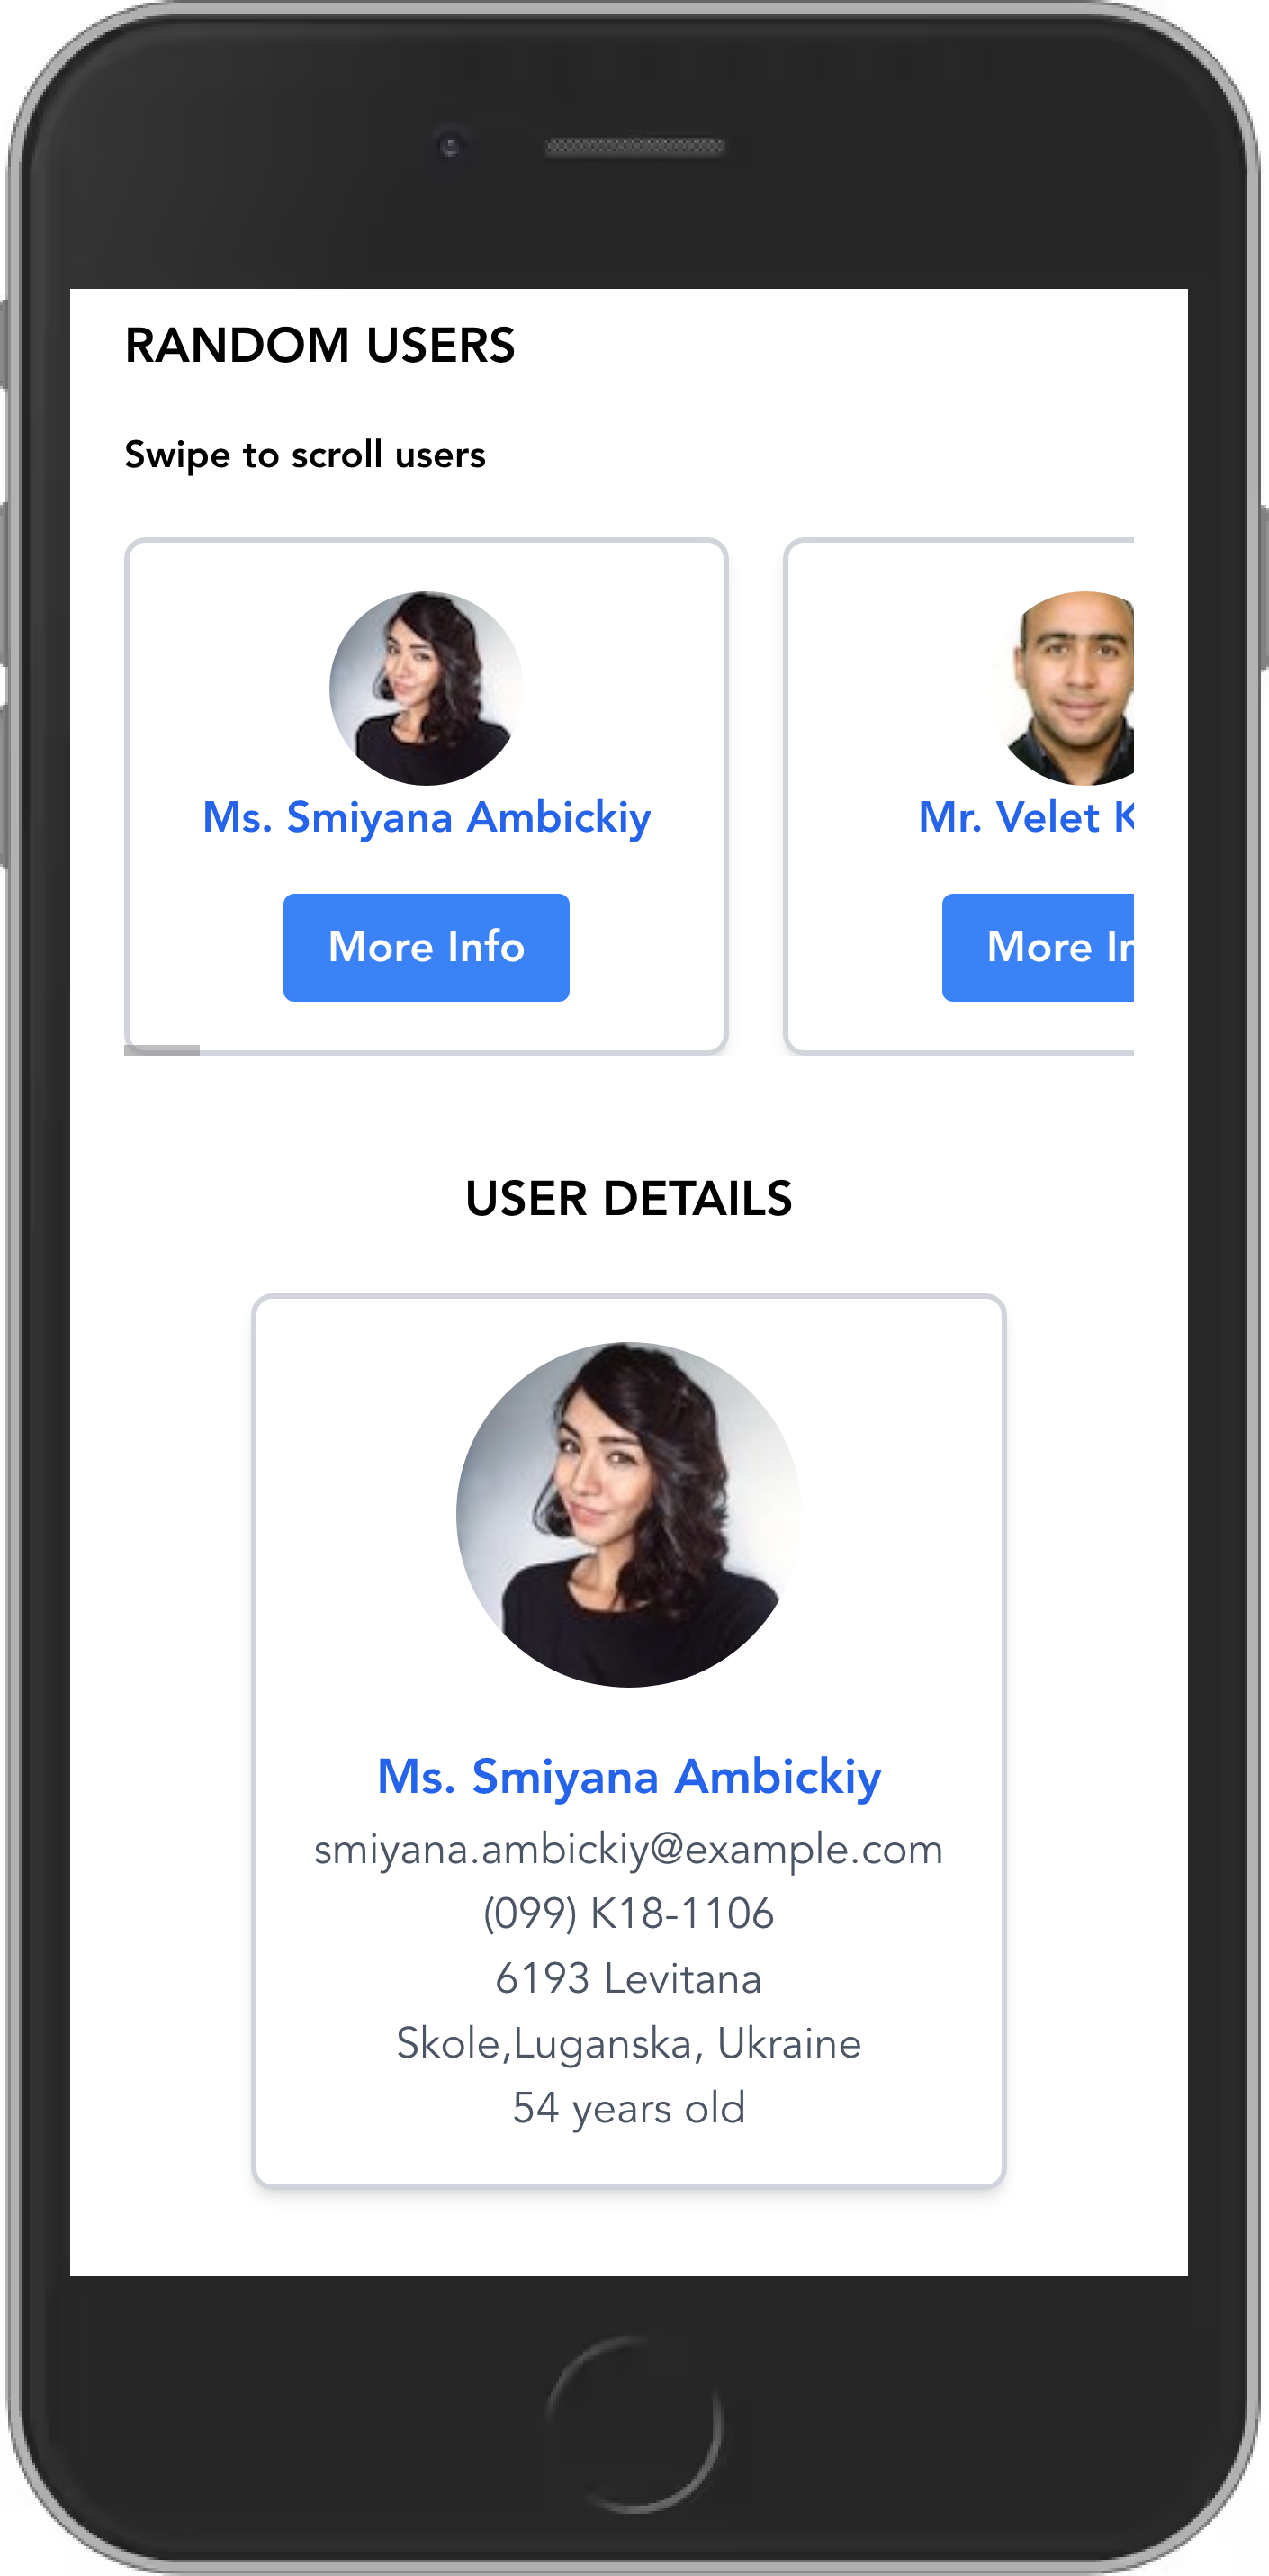 RANDOM USERS
Swipe to scroll users
Ms. Smiyana Ambickiy
Mr. Velet K
More Info
More In
USER DETAILS
Ms. Smiyana Ambickiy
smiyana.ambickiy@example.com
(099) K18-1106
6193 Levitana
Skole,Luganska, Ukraine
54 years old